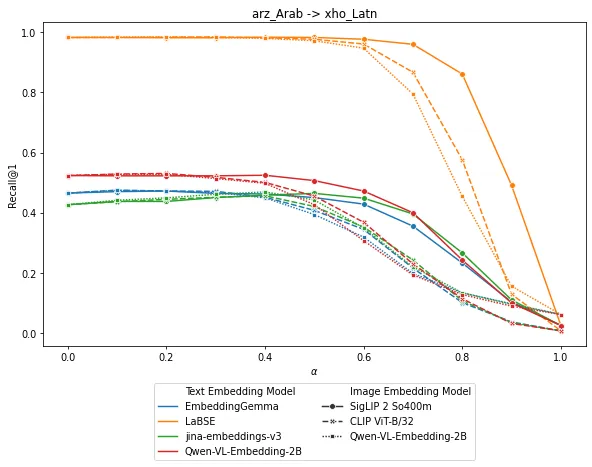 arz_Arab -> xho_Latn
Recall@1
1.0
0.8
0.6
0.4
0.2
0.0
0.0 0.2 0.4 0.6 0.8 1.0
α
Text Embedding Model Image Embedding Model
EmbeddingGemma SigLIP 2 So400m
LaBSE CLIP ViT-B/32
jina-embeddings-v3 Qwen-VL-Embedding-2B
Qwen-VL-Embedding-2B